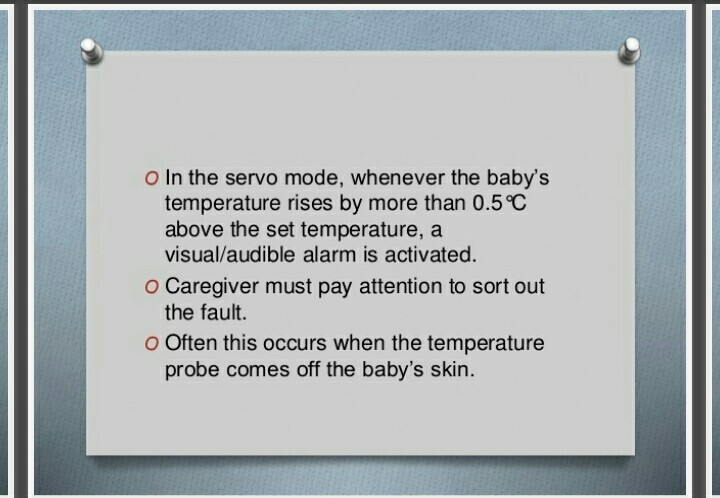 O In the servo mode, whenever the baby's
temperature rises by more than 0.5℃
above the set temperature, a
visual/audible alarm is activated.
O Caregiver must pay attention to sort out
the fault.
O Often this occurs when the temperature
probe comes off the baby's skin.